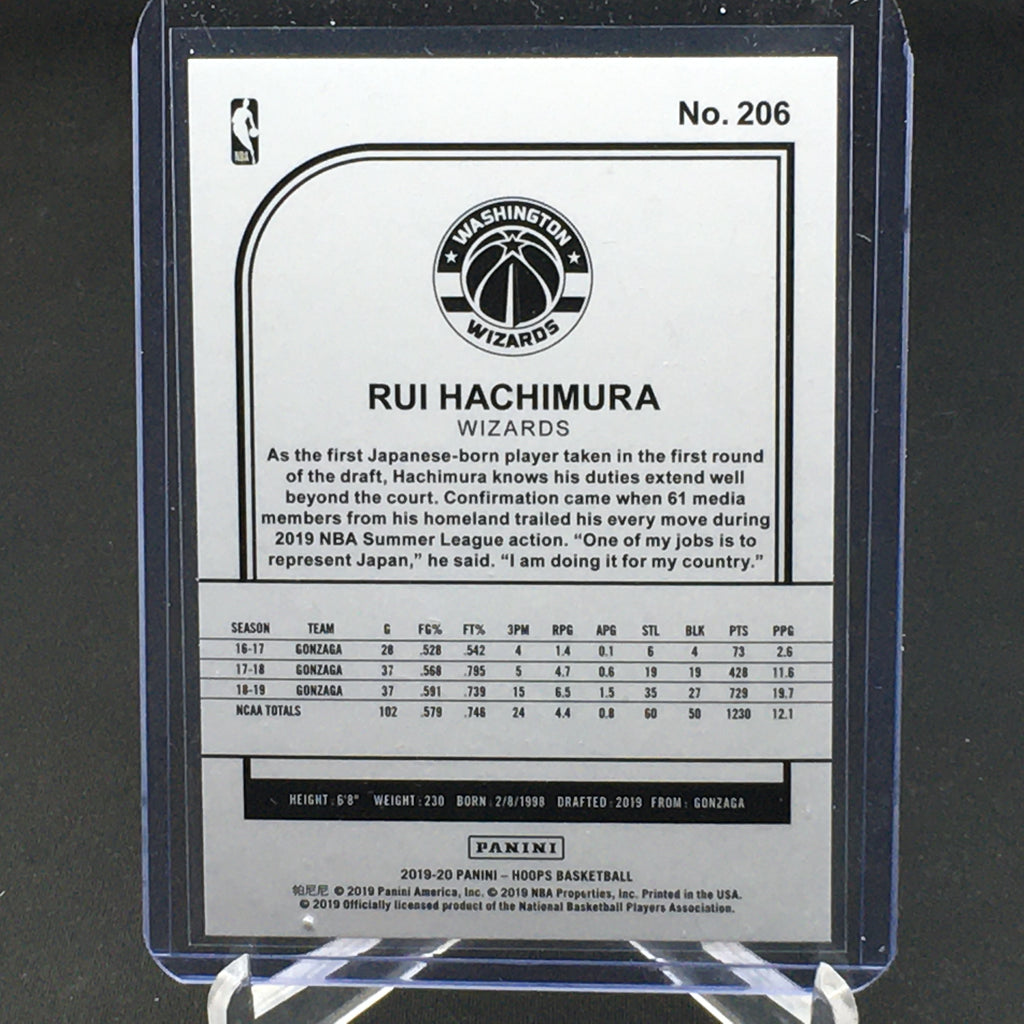 No. 206
NBA
WASHINGTON
WIZARDS
RUI HACHIMURA
WIZARDS
As the first Japanese-born player taken in the first round
of the draft, Hachimura knows his duties extend well
beyond the court. Confirmation came when 61 media
members from his homeland trailed his every move during
2019 NBA Summer League action. “One of my jobs is to
represent Japan,” he said. “I am doing it for my country.”
SEASON TEAM G FG% FT% 3PM RPG APG STL BLK PTS PPG
16-17 GONZAGA 28 .528 .542 4 1.4 0.1 6 4 73 2.6
17-18 GONZAGA 37 .568 .795 5 4.7 0.6 19 19 428 11.6
18-19 GONZAGA 37 .591 .739 15 6.5 1.5 35 27 729 19.7
NCAA TOTALS 102 .579 .746 24 4.4 0.8 60 50 1230 12.1
HEIGHT: 6'8" WEIGHT: 230 BORN: 2/8/1998 DRAFTED: 2019 FROM: GONZAGA
PANINI
2019-20 PANINI – HOOPS BASKETBALL
帕尼尼 © 2019 Panini America, Inc. © 2019 NBA Properties, Inc. Printed in the USA.
© 2019 Officially licensed product of the National Basketball Players Association.